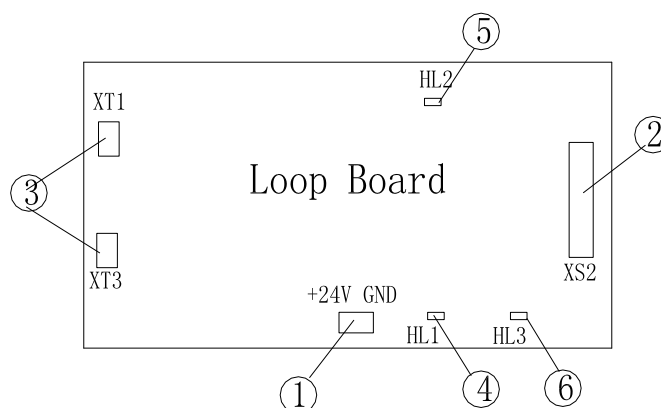 ⑤
HL2
XT1
②
Loop Board
③
XT3
XS2
+24V GND
HL1
HL3
①
④
⑥